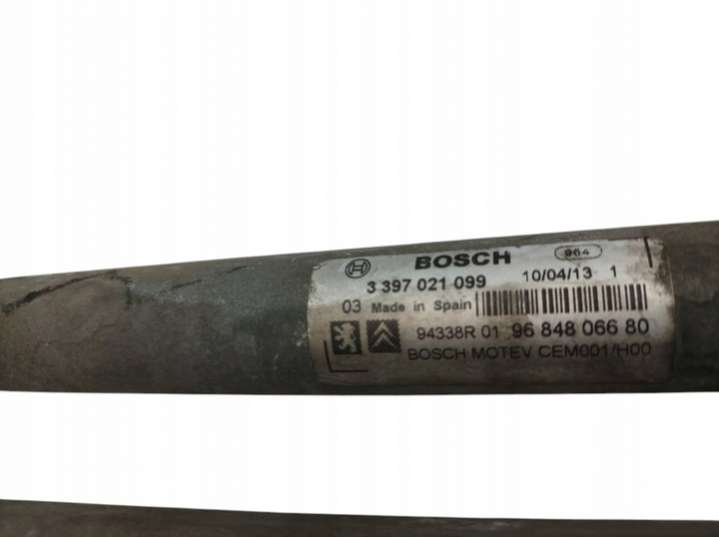 BOSCH 964
3 397 021 099 10/04/13 1
03 Made in Spain
94338R 01 96 848 066 80
BOSCH MOTEV CEM001/H00